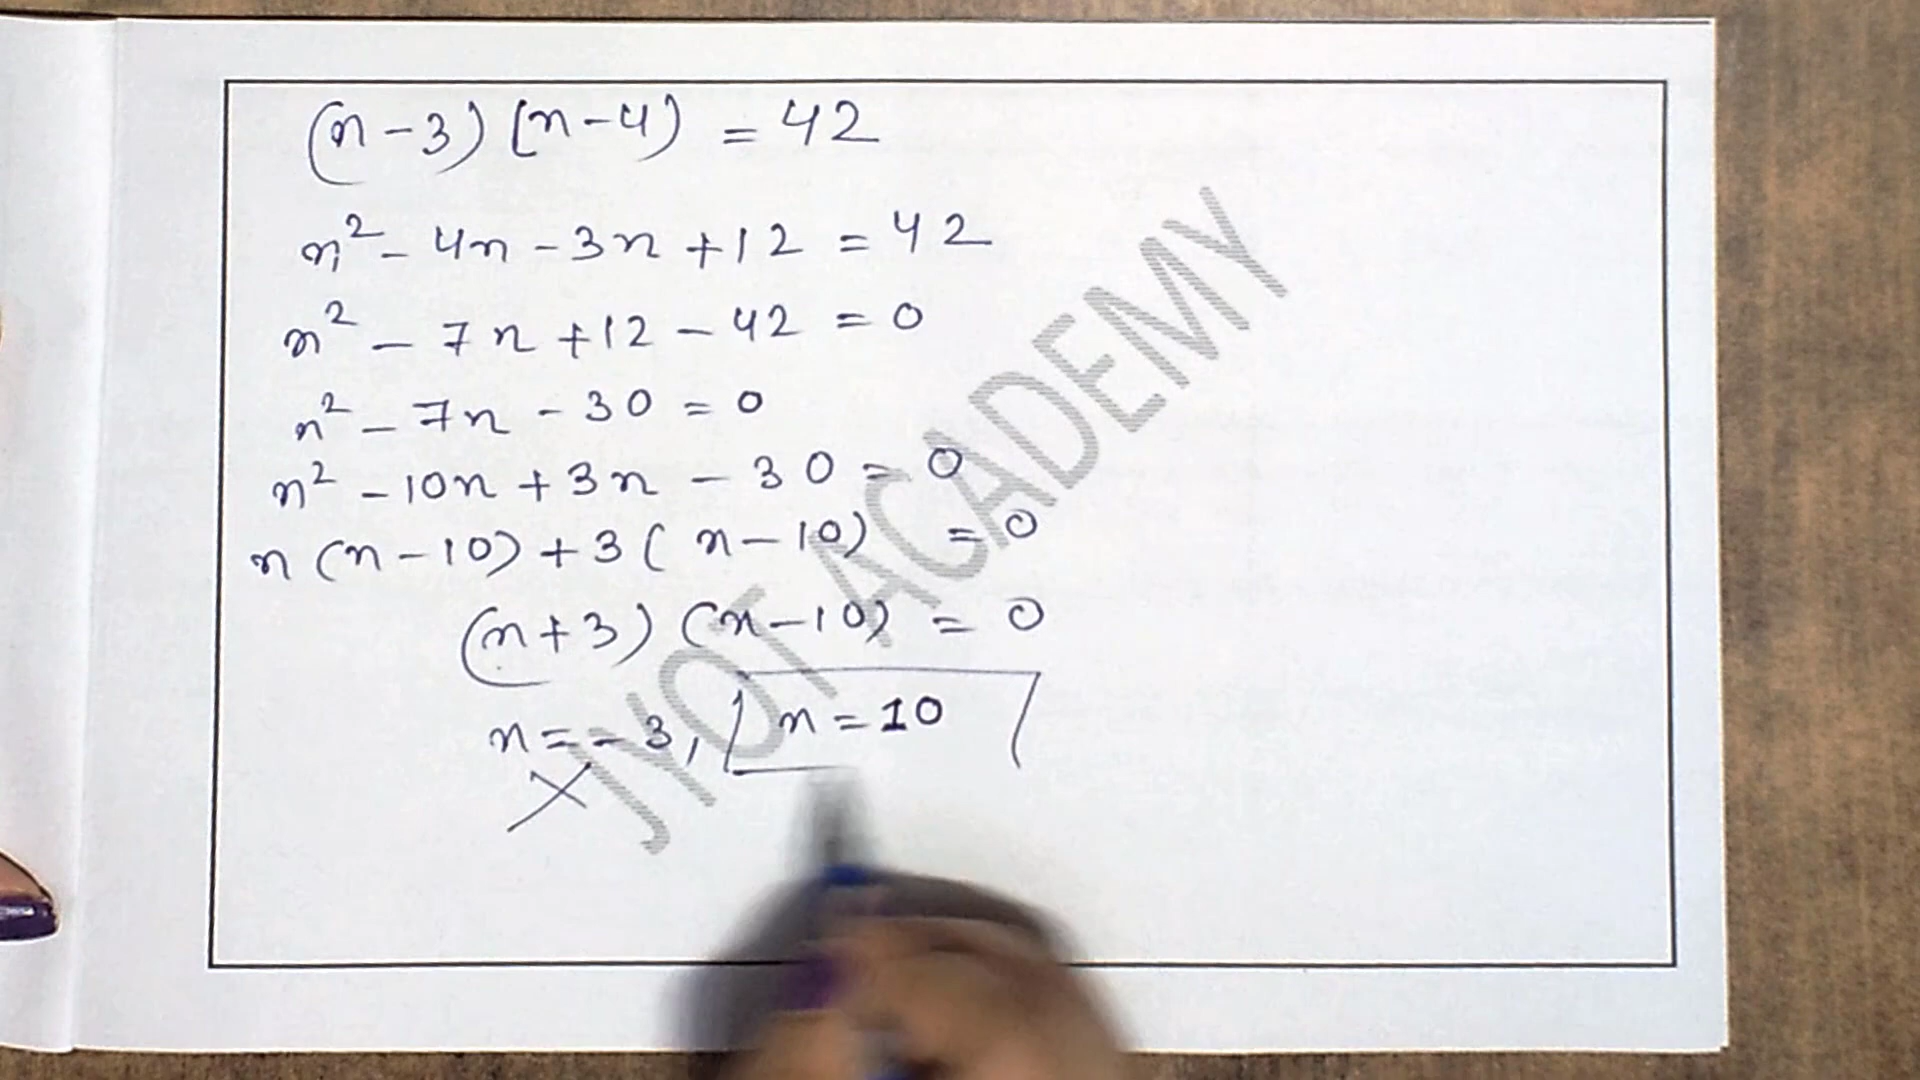 (n-3) [n-4) = 42
n² - 4n - 3n + 12 = 42
n² - 7n + 12 - 42 = 0
n² - 7n - 30 = 0
n² - 10n + 3n - 30 = 0
n (n-10) + 3 ( n-10) = 0
(n+3) (n-10) = 0
n = -3, n = 10
JYOT ACADEMY